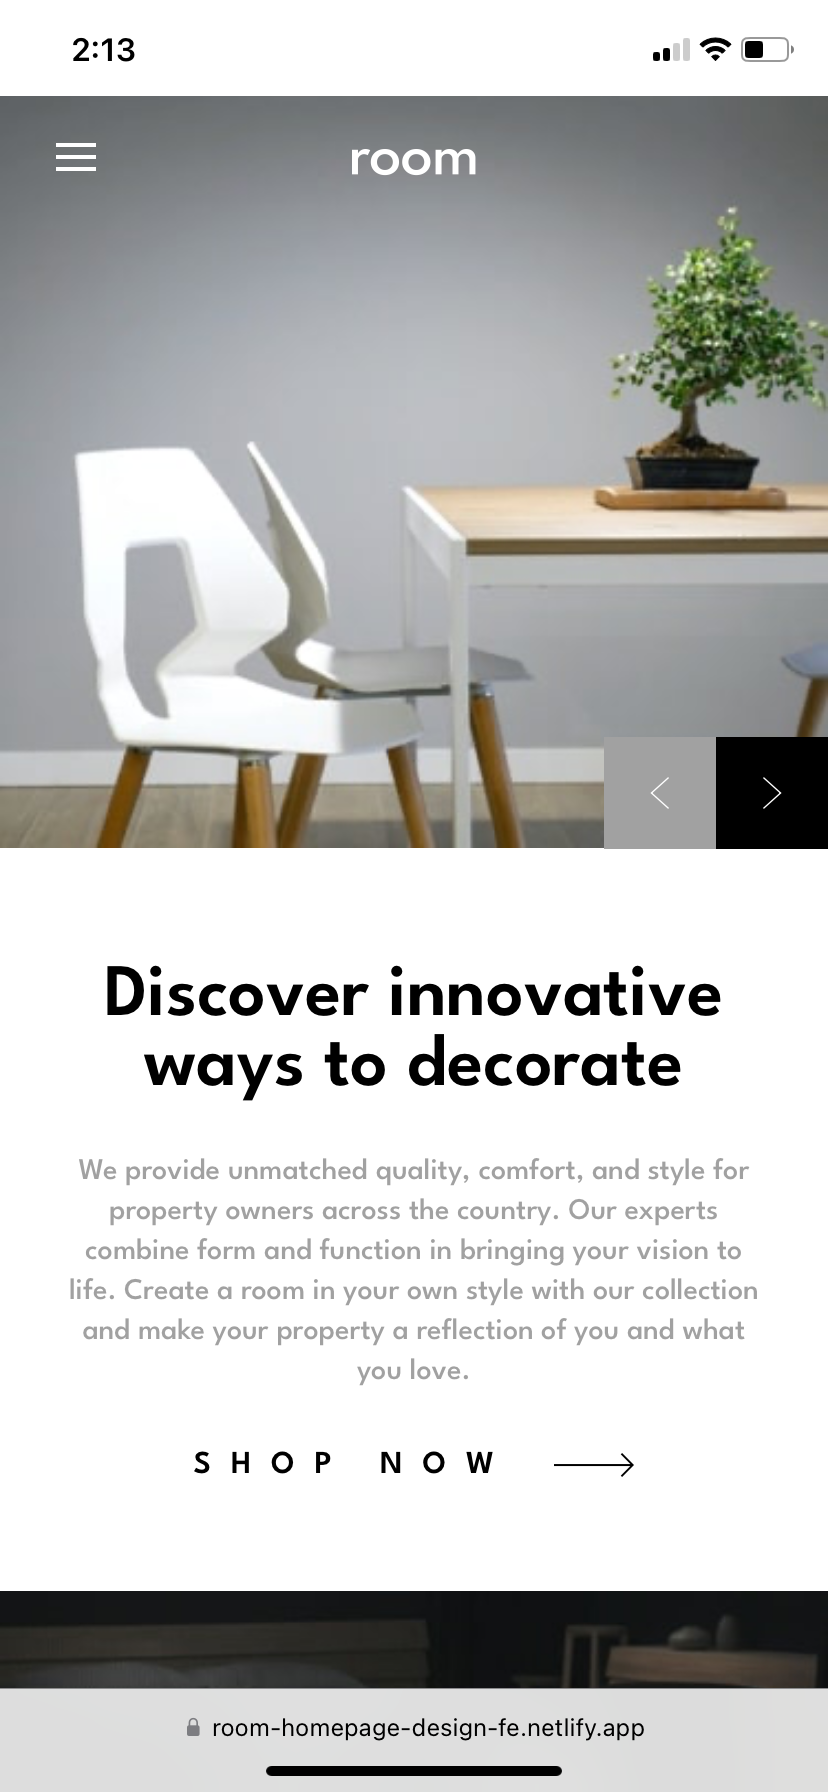 2:13
room
Discover innovative
ways to decorate
We provide unmatched quality, comfort, and style for
property owners across the country. Our experts
combine form and function in bringing your vision to
life. Create a room in your own style with our collection
and make your property a reflection of you and what
you love.
SHOP NOW
room-homepage-design-fe.netlify.app